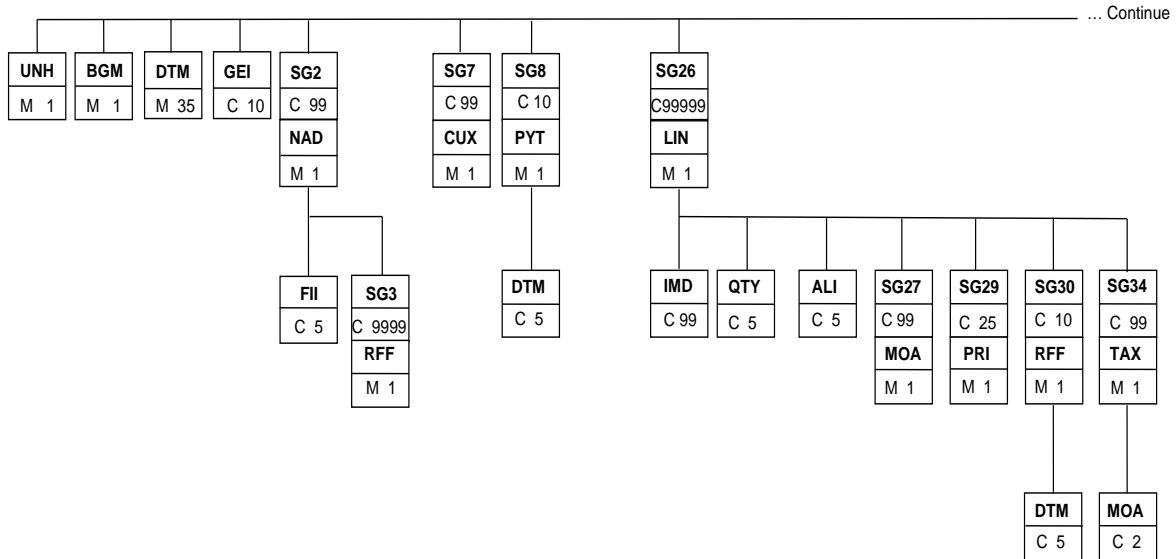 ... Continue
UNH BGM DTM GEI SG2 SG7 SG8 SG26
M 1 M 1 M 35 C 10 C 99 C 99 C 10 C99999
NAD CUX PYT LIN
M 1 M 1 M 1 M 1
FII SG3 DTM IMD QTY ALI SG27 SG29 SG30 SG34
C 5 C 9999 C 5 C 99 C 5 C 5 C 99 C 25 C 10 C 99
RFF MOA PRI RFF TAX
M 1 M 1 M 1 M 1 M 1
DTM MOA
C 5 C 2